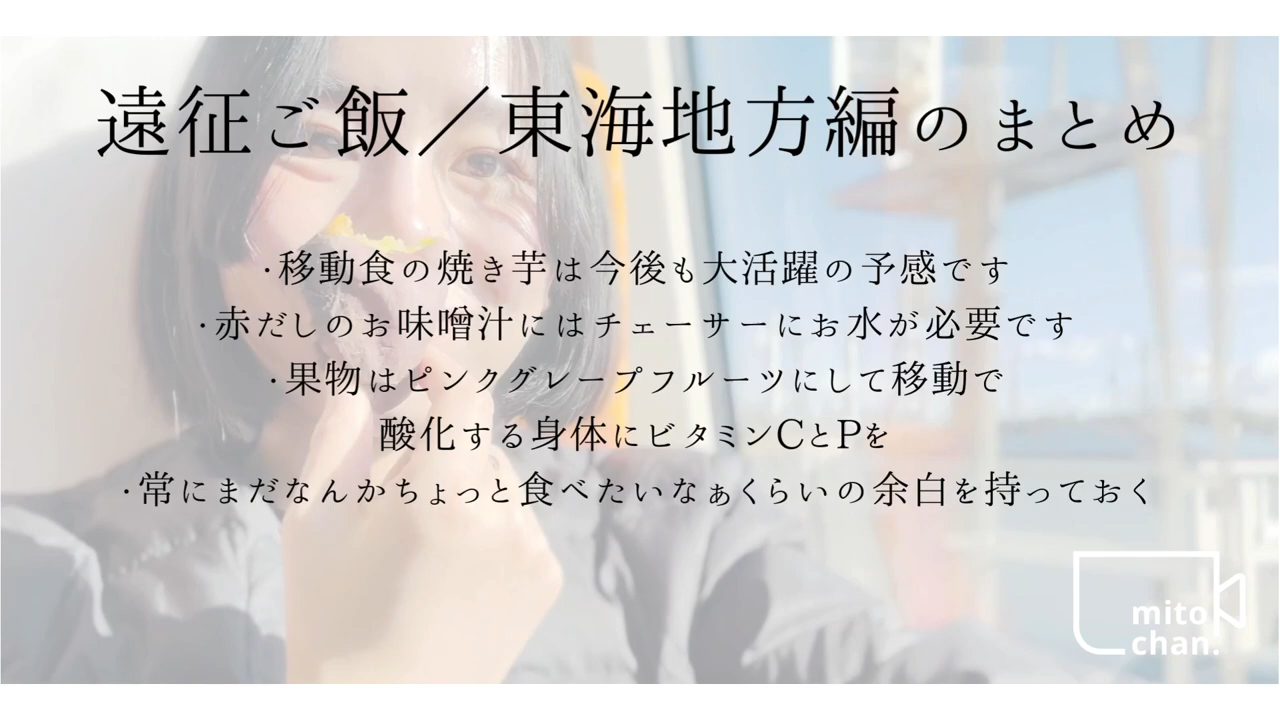 遠征ご飯／東海地方編のまとめ
・移動食の焼き芋は今後も大活躍の予感です
・赤だしのお味噌汁にはチェーサーにお水が必要です
・果物はピンクグレープフルーツにして移動で
酸化する身体にビタミンCとPを
・常にまだなんかちょっと食べたいなぁくらいの余白を持っておく
mito
chan.